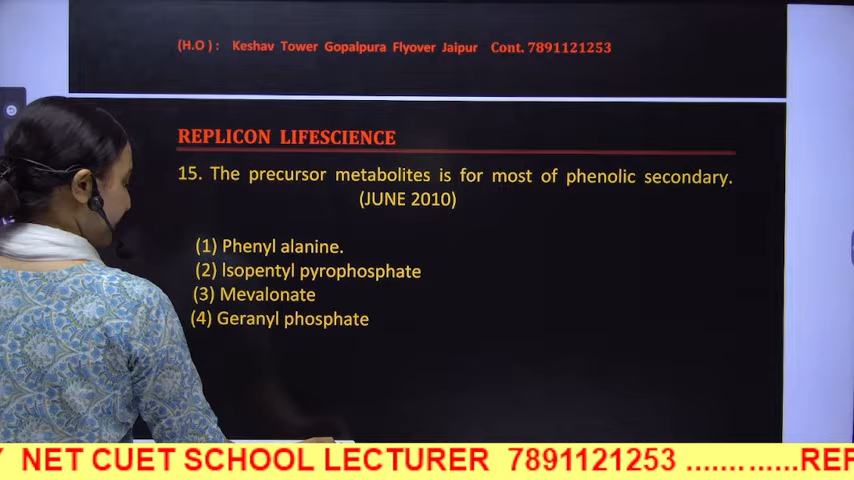 (H.O) : Keshav Tower Gopalpura Flyover Jaipur Cont. 7891121253
REPLICON LIFESCIENCE
15. The precursor metabolites is for most of phenolic secondary.
(JUNE 2010)
(1) Phenyl alanine.
(2) lsopentyl pyrophosphate
(3) Mevalonate
(4) Geranyl phosphate
NET CUET SCHOOL LECTURER 7891121253 .............REP